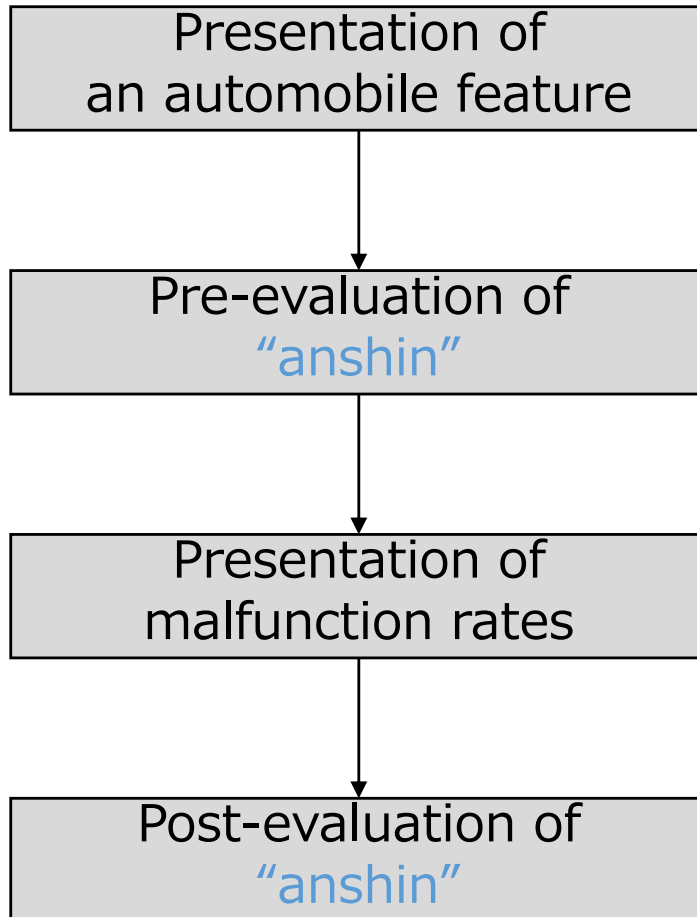 Presentation of
an automobile feature
Pre-evaluation of
“anshin”
Presentation of
malfunction rates
Post-evaluation of
“anshin”